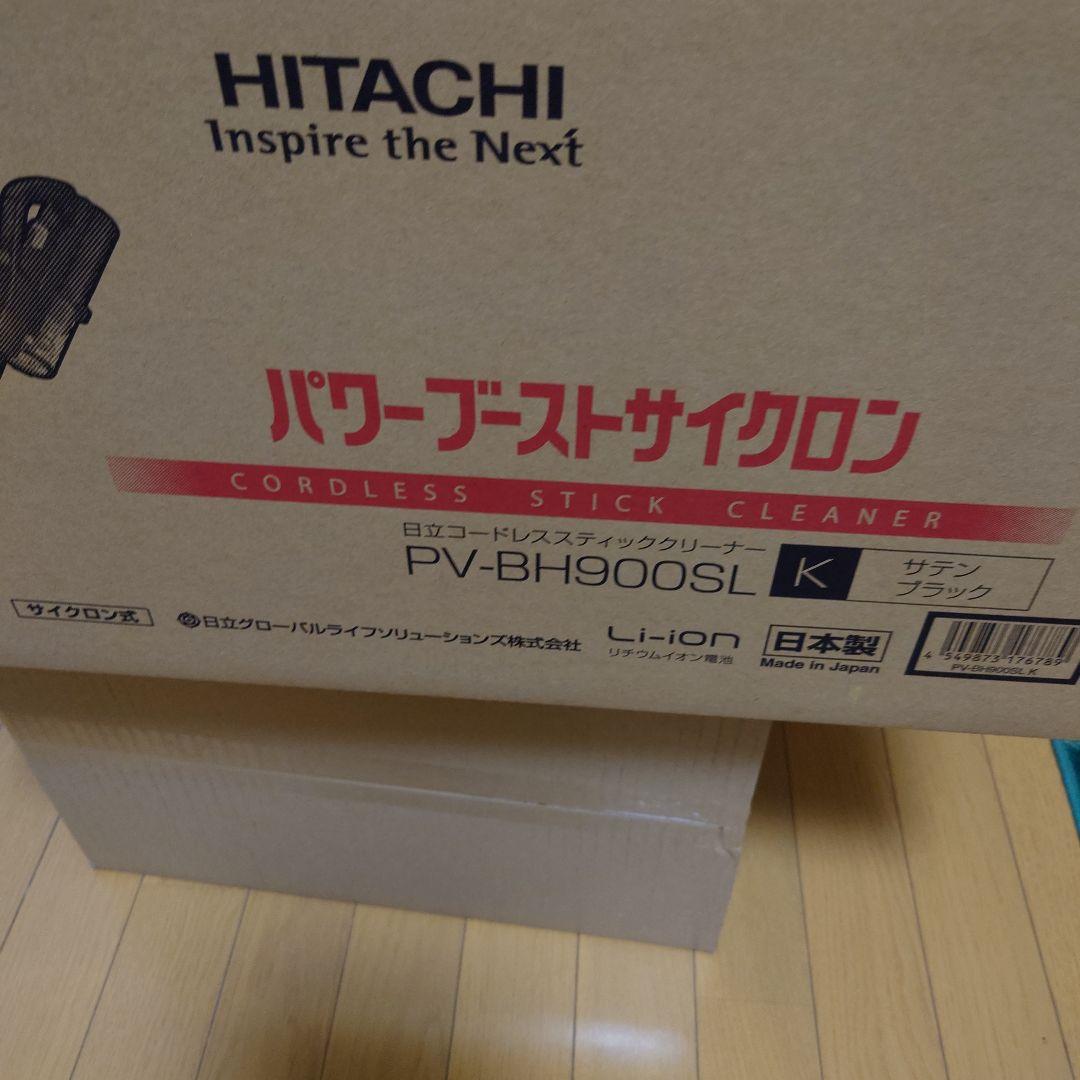 HITACHI
Inspire the Next
パワーブーストサイクロン
CORDLESS STICK CLEANER
日立コードレススティッククリーナー
PV-BH900SL K サテン
ブラック
サイクロン式
日立グローバルライフソリューションズ株式会社
Li-ion
リチウムイオン電池
日本製
Made in Japan
4 549873 176789
PV-BH900SL K